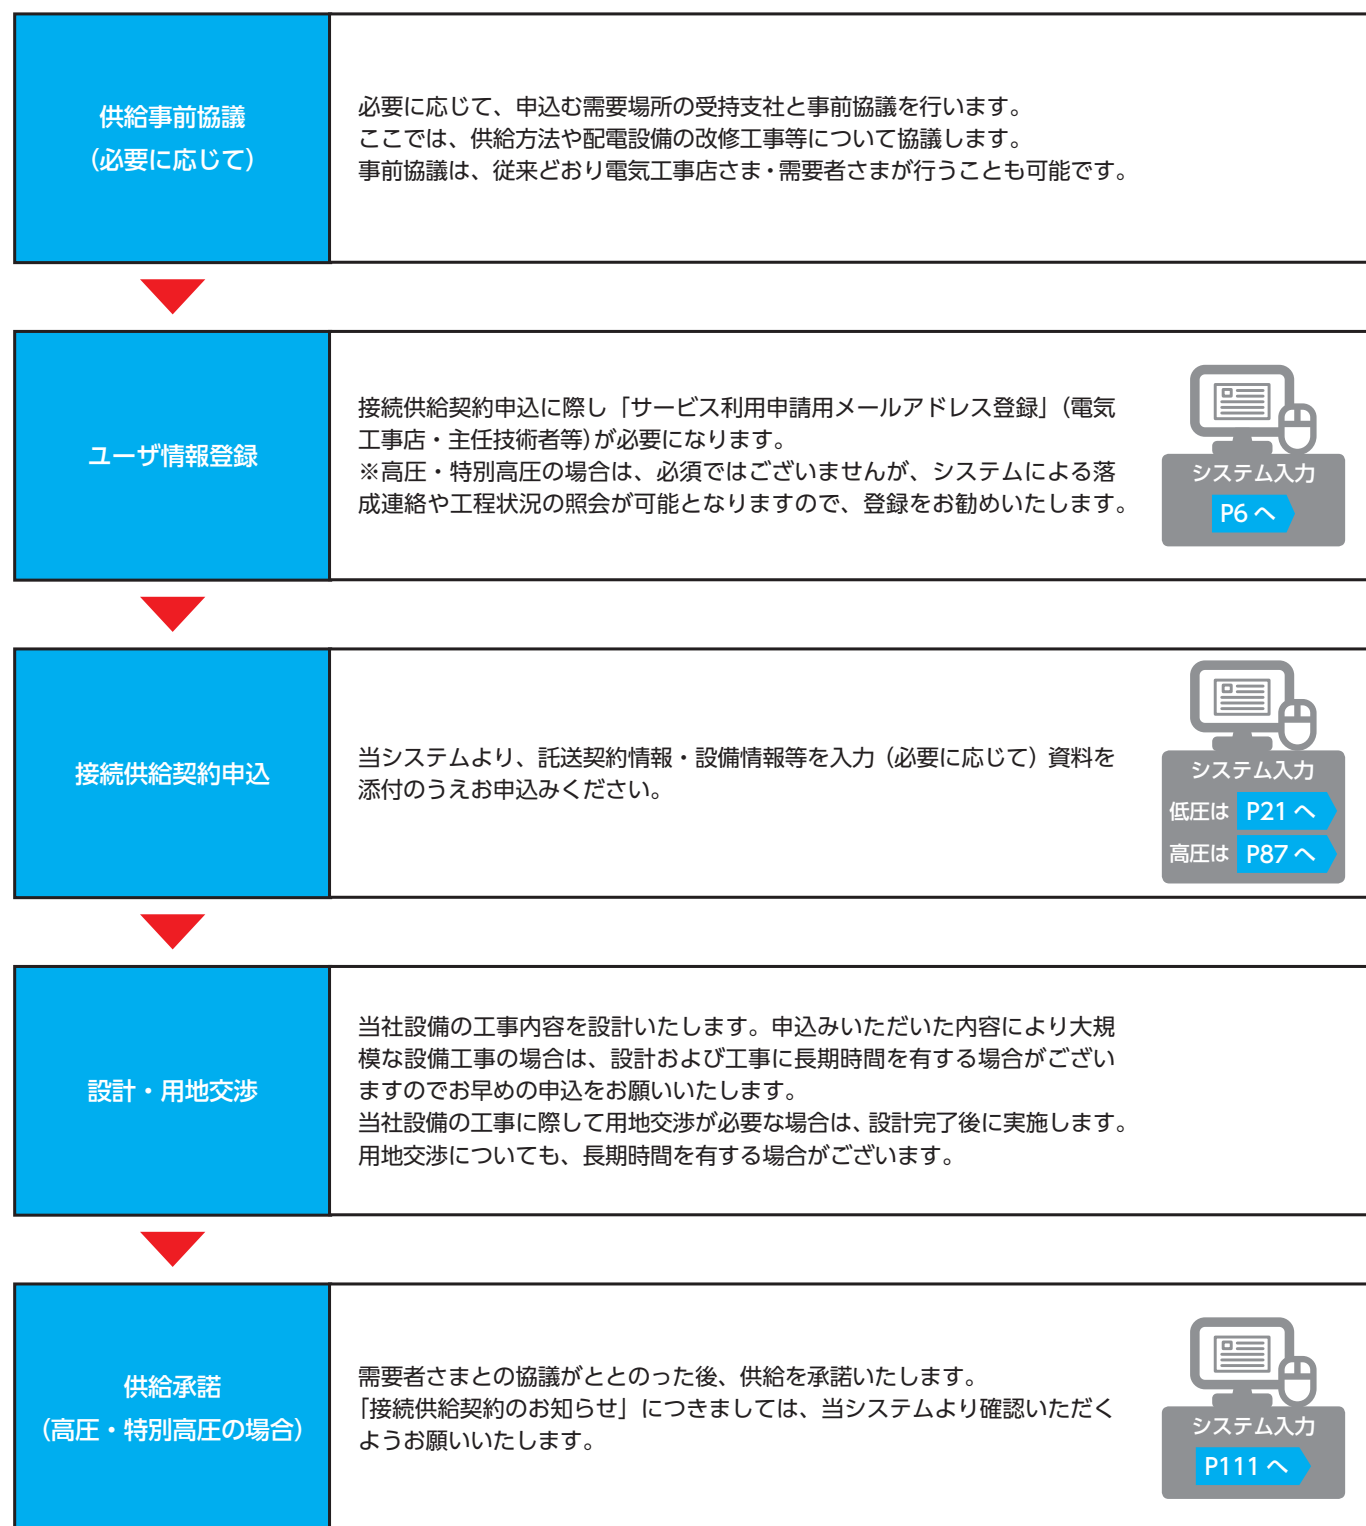 供給事前協議
（必要に応じて）
必要に応じて、申込む需要場所の受持支社と事前協議を行います。
ここでは、供給方法や配電設備の改修工事等について協議します。
事前協議は、従来どおり電気工事店さま・需要者さまが行うことも可能です。
ユーザ情報登録
接続供給契約申込に際し「サービス利用申請用メールアドレス登録」（電気
工事店・主任技術者等）が必要になります。
※高圧・特別高圧の場合は、必須ではございませんが、システムによる落
成連絡や工程状況の照会が可能となりますので、登録をお勧めいたします。
システム入力
P6 へ
接続供給契約申込
当システムより、託送契約情報・設備情報等を入力（必要に応じて）資料を
添付のうえお申込みください。
システム入力
低圧は P21 へ
高圧は P87 へ
設計・用地交渉
当社設備の工事内容を設計いたします。申込みいただいた内容により大規
模な設備工事の場合は、設計および工事に長期時間を有する場合がござい
ますのでお早めの申込をお願いいたします。
当社設備の工事に際して用地交渉が必要な場合は、設計完了後に実施します。
用地交渉についても、長期時間を有する場合がございます。
供給承諾
（高圧・特別高圧の場合）
需要者さまとの協議がととのった後、供給を承諾いたします。
「接続供給契約のお知らせ」につきましては、当システムより確認いただく
ようお願いいたします。
システム入力
P111 へ